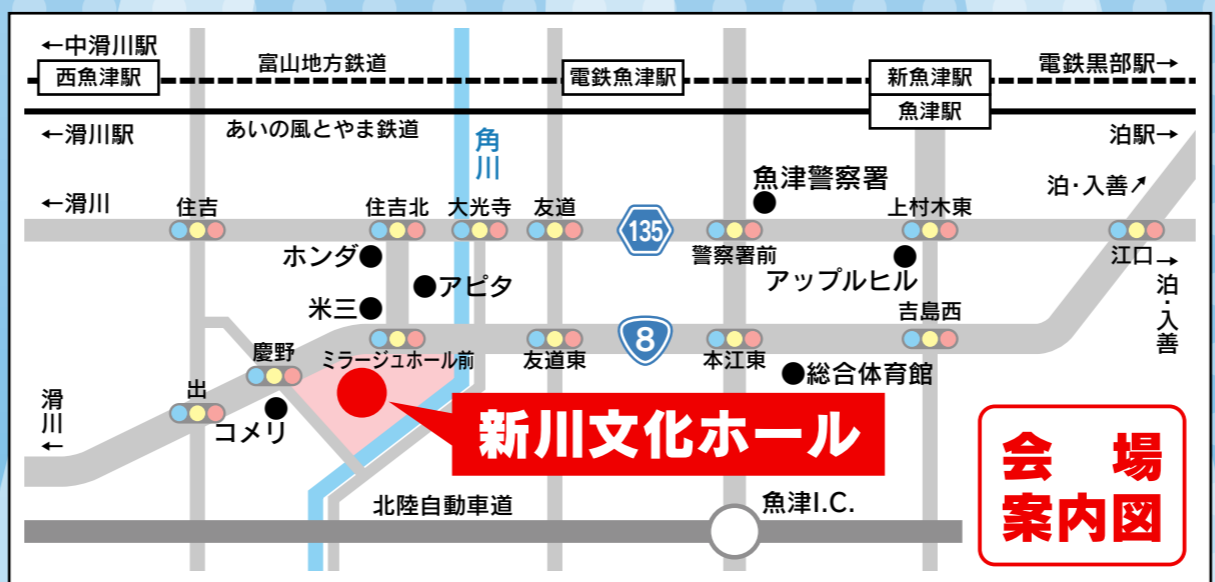 ←中滑川駅
富山地方鉄道
電鉄黒部駅→
西魚津駅
電鉄魚津駅
新魚津駅
魚津駅
←滑川駅
あいの風とやま鉄道
泊駅→
角川
魚津警察署
泊・入善↗
←滑川
住吉
住吉北
大光寺
友道
135
上村木東
警察署前
江口
→泊・入善
ホンダ
アピタ
アップルヒル
米三
吉島西
8
慶野
ミラージュホール前
友道東
本江東
総合体育館
出
コメリ
滑川←
新川文化ホール
会場
案内図
北陸自動車道
魚津I.C.